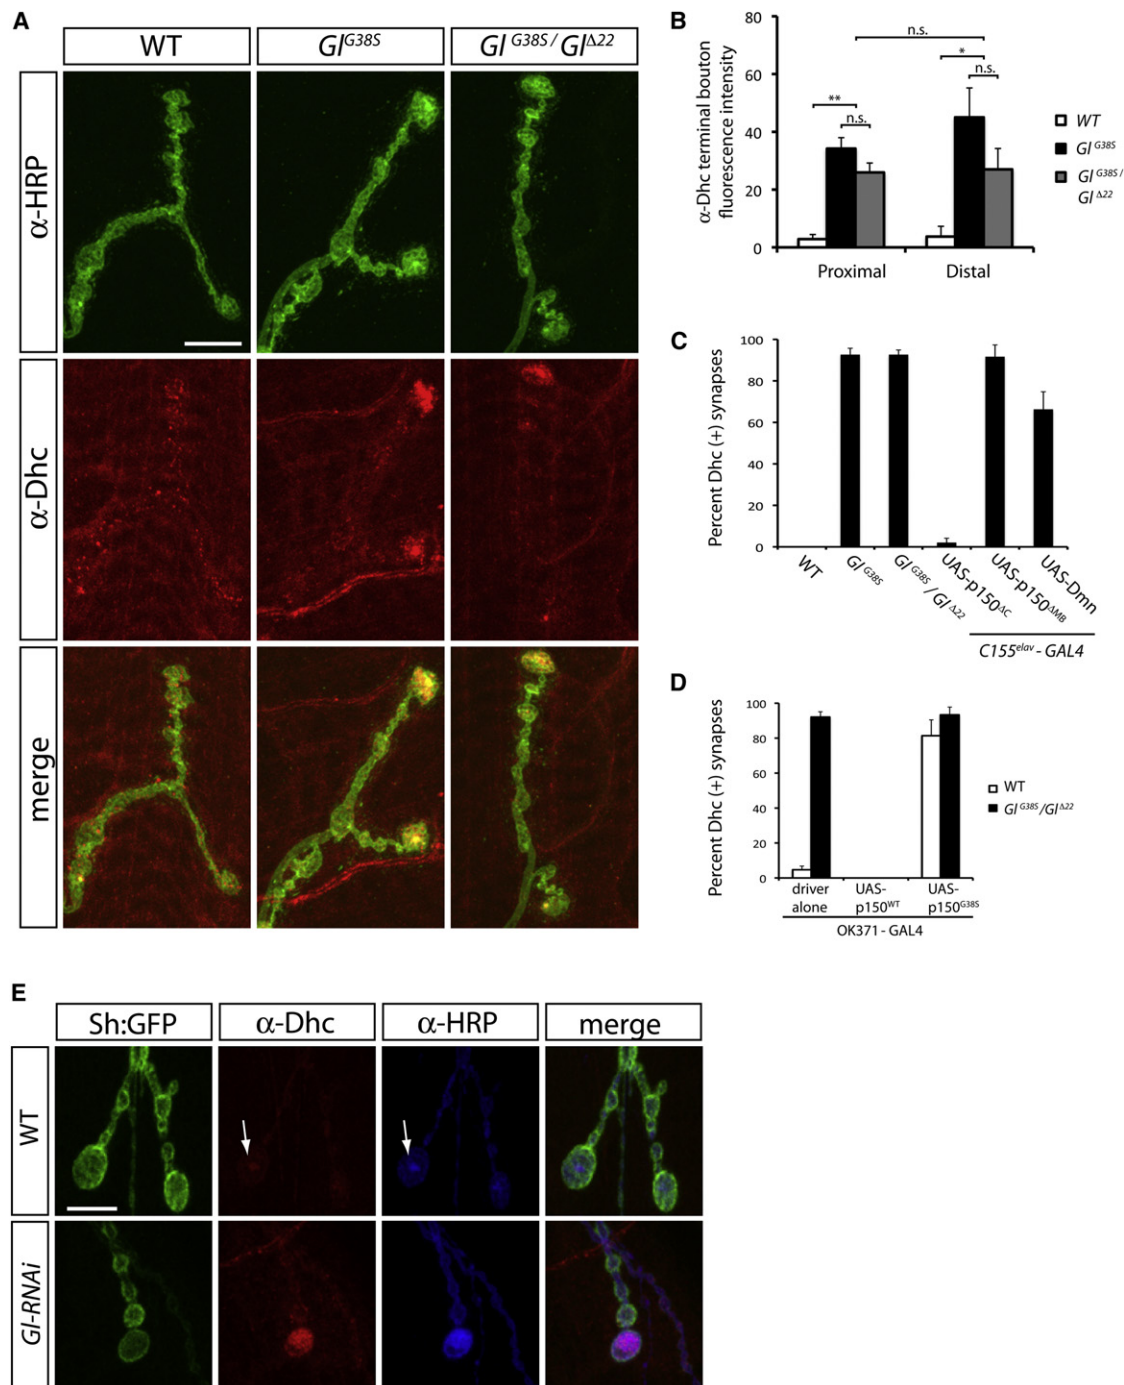 A
WT
Gl^G38S
Gl^G38S/Gl^Δ22
α-HRP
α-Dhc
merge
B
α-Dhc terminal bouton
fluorescence intensity
80
60
40
20
0
n.s.
*
n.s.
**
n.s.
Proximal
Distal
WT
Gl^G38S
Gl^G38S/
Gl^Δ22
C
Percent Dhc (+) synapses
100
80
60
40
20
0
WT
Gl^G38S
Gl^G38S/Gl^Δ22
UAS-p150^ΔC
UAS-p150^ΔMB
UAS-Dmn
C155^elav - GAL4
D
Percent Dhc (+) synapses
100
80
60
40
20
0
driver
alone
UAS-
p150^WT
UAS-
p150^G38S
OK371 - GAL4
WT
Gl^G38S/Gl^Δ22
E
Sh:GFP
α-Dhc
α-HRP
merge
WT
Gl-RNAi